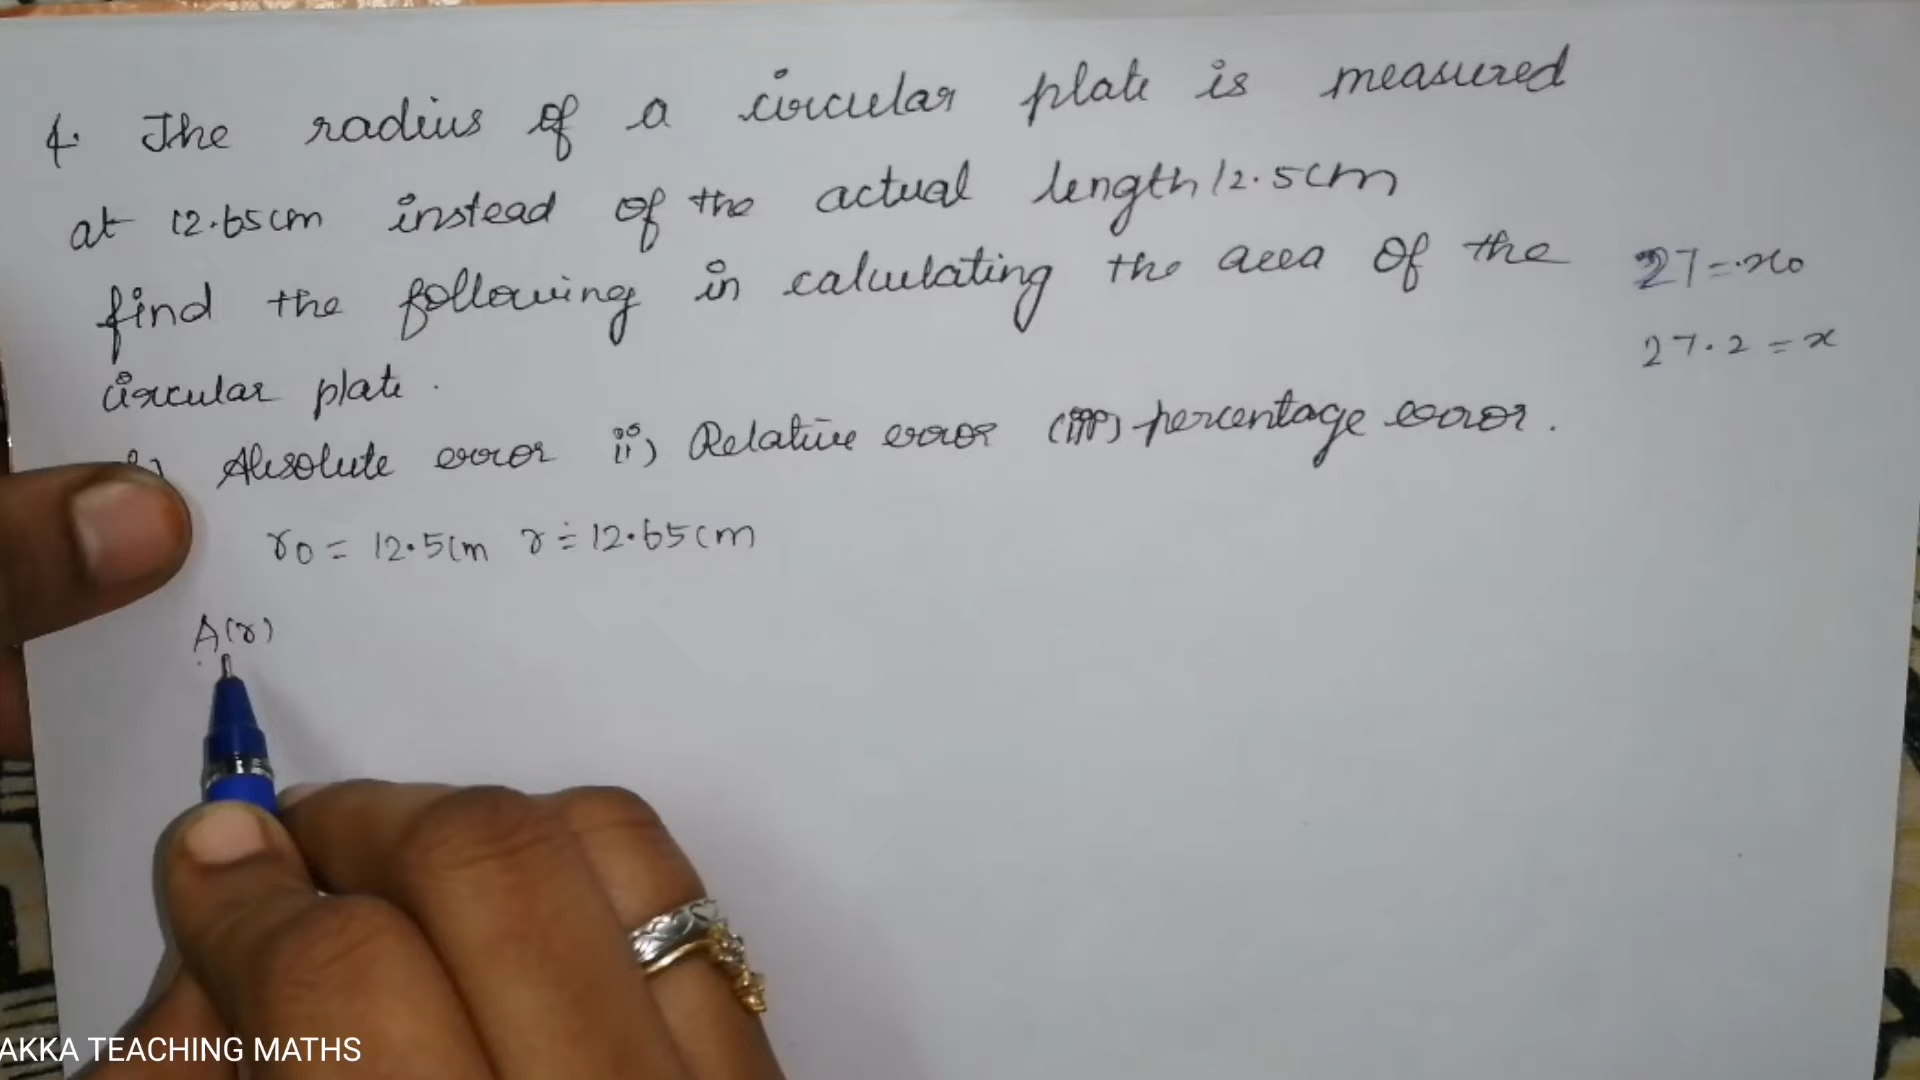 4. The radius of a circular plate is measured
at 12.65cm instead of the actual length 12.5cm
find the following in calculating the area of the
circular plate.
Absolute error ii) Relative error (iii) percentage error.
27 = x0
27.2 = x
r0 = 12.5cm r = 12.65cm
A(r)
AKKA TEACHING MATHS